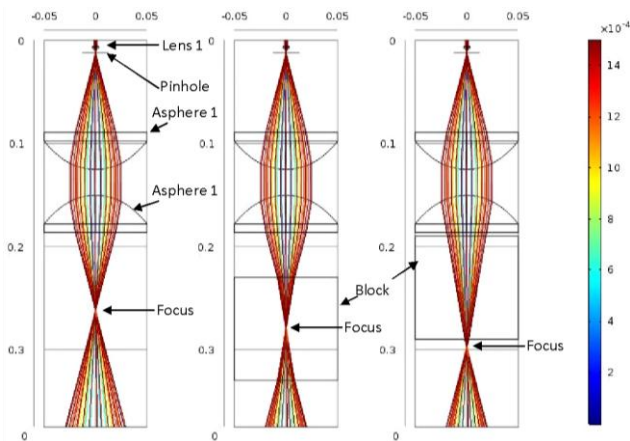 -0.05 0 0.05 -0.05 0 0.05 -0.05 0 0.05
×10⁻⁴
0 0 0
Lens 1
14
Pinhole
12
Asphere 1
0.1 0.1 0.1
10
Asphere 1
8
0.2 0.2 0.2
6
Block
Focus
Focus
4
Focus
0.3 0.3 0.3
2
0 0 0